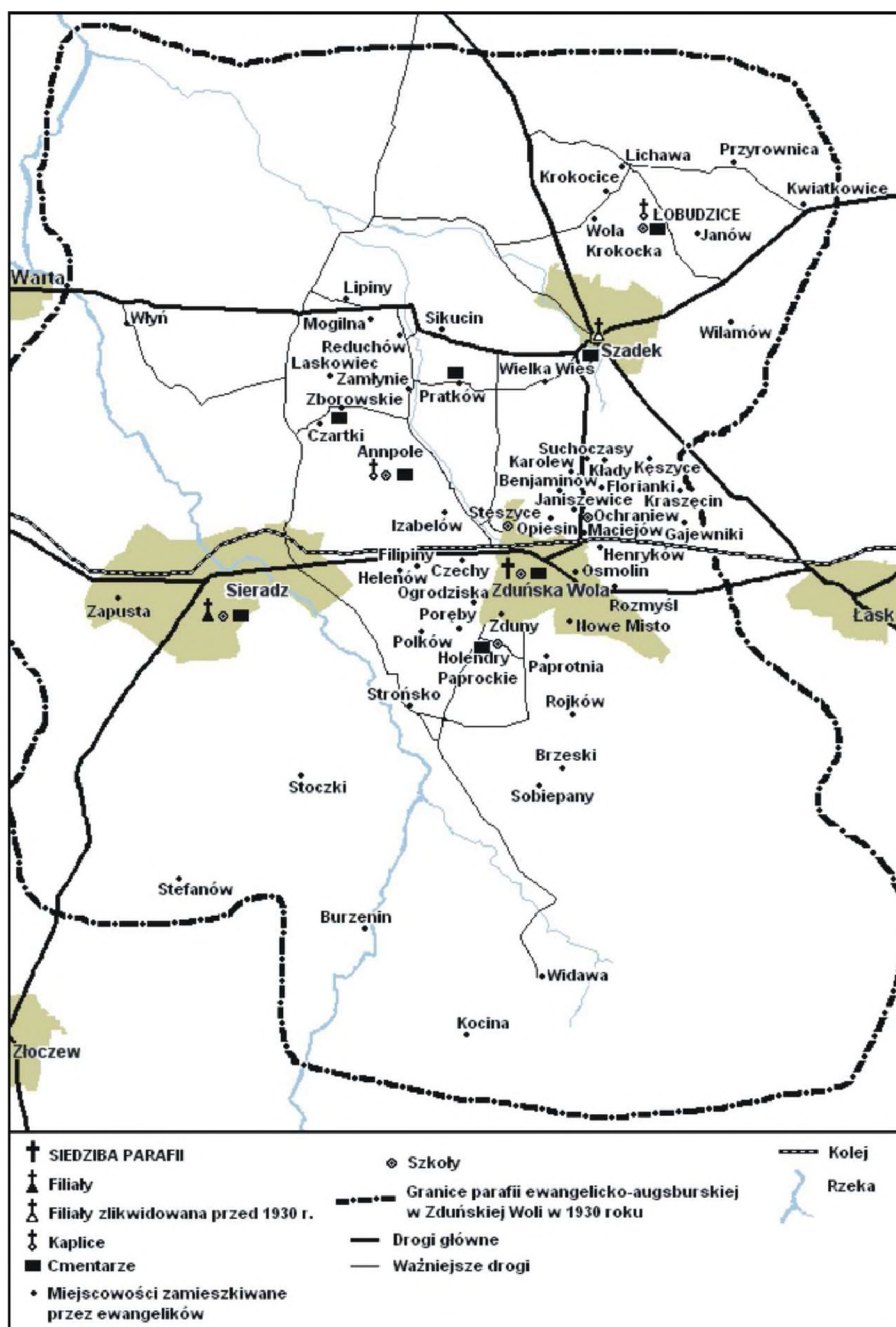 Lichawa
Przyrownica
Krokocice
Kwiatkowice
ŁOBUDZICE
Wola
Krokocka
Janów
Warta
Lipiny
Włyń
Mogilna
Sikucin
Wilamów
Reduchów
Szadek
Laskowiec
Wielka Wieś
Zamłynie
Pratków
Zborowskie
Czartki
Annpole
Suchoczasy
Karolew
Kłady
Kęszyce
Benjaminów
Florianki
Janiszewice
Kraszęcin
Stęszyce
Ochraniew
Izabelów
Opiesin
Maciejów
Gajewniki
Filipiny
Henryków
Helenów
Czechy
Osmolin
Sieradz
Ogrodziska
Zduńska Wola
Zapusta
Rozmyśl
Poręby
Zduny
Nowe Misto
Łask
Polków
Holendry
Paprockie
Paprotnia
Strońsko
Rojków
Brzeski
Stoczki
Sobiepany
Stefanów
Burzenin
Widawa
Kocina
Złoczew
SIEDZIBA PARAFII
Filiały
Filiały zlikwidowana przed 1930 r.
Kaplice
Cmentarze
Miejscowości zamieszkiwane
przez ewangelików
Szkoły
Granice parafii ewangelicko-augsburskiej
w Zduńskiej Woli w 1930 roku
Drogi główne
Ważniejsze drogi
Kolej
Rzeka